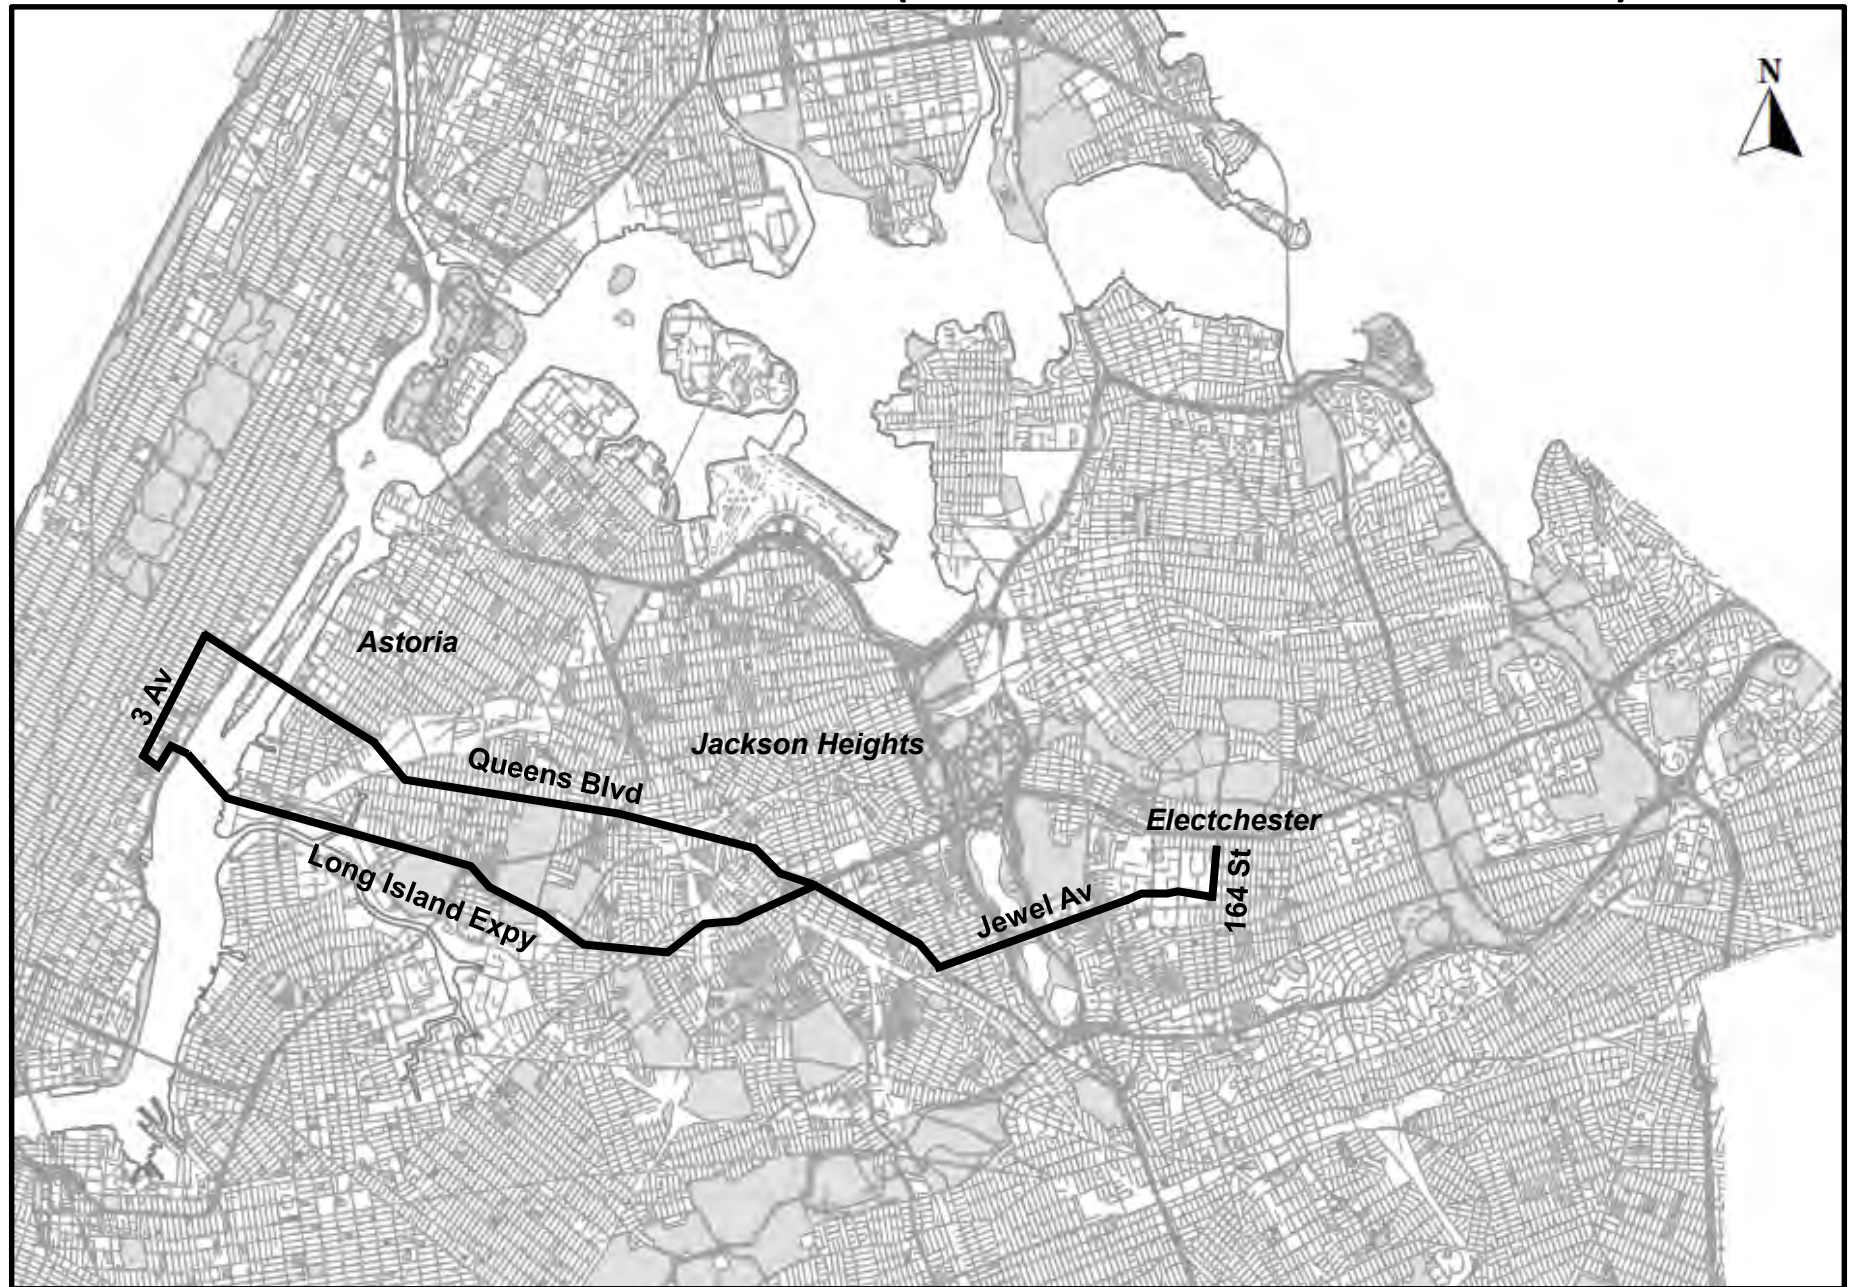 N
Astoria
3 Av
Queens Blvd
Jackson Heights
Electchester
Long Island Expy
Jewel Av
164 St